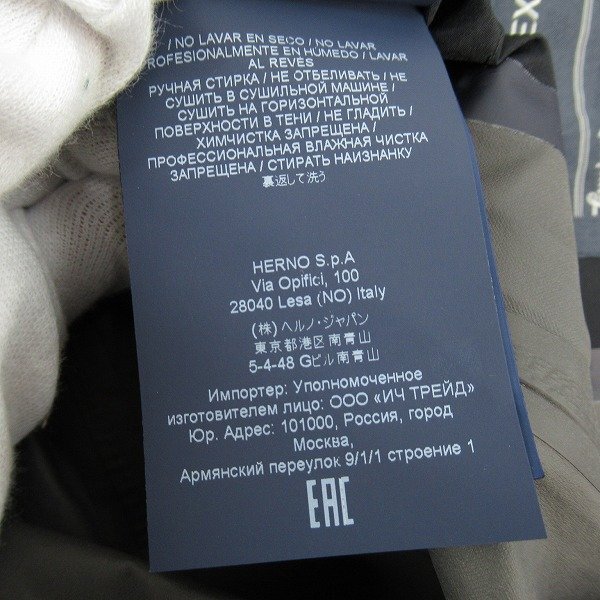 / NO LAVAR EN SECO / NO LAVAR
ROFESIONALMENTE EN HÚMEDO / LAVAR
AL REVÉS
РУЧНАЯ СТИРКА / НЕ ОТБЕЛИВАТЬ / НЕ
СУШИТЬ В СУШИЛЬНОЙ МАШИНЕ /
СУШИТЬ НА ГОРИЗОНТАЛЬНОЙ
ПОВЕРХНОСТИ В ТЕНИ / НЕ ГЛАДИТЬ /
ХИМЧИСТКА ЗАПРЕЩЕНА /
ПРОФЕССИОНАЛЬНАЯ ВЛАЖНАЯ ЧИСТКА
ЗАПРЕЩЕНА / СТИРАТЬ НАИЗНАНКУ
裏返して洗う
HERNO S.p.A
Via Opifici, 100
28040 Lesa (NO) Italy
(株) ヘルノ・ジャパン
東京都港区南青山
5-4-48 Gビル南青山
Импортер: Уполномоченное
изготовителем лицо: ООО «ИЧ ТРЕЙД»
Юр. Адрес: 101000, Россия, город
Москва,
Армянский переулок 9/1/1 строение 1
EAC